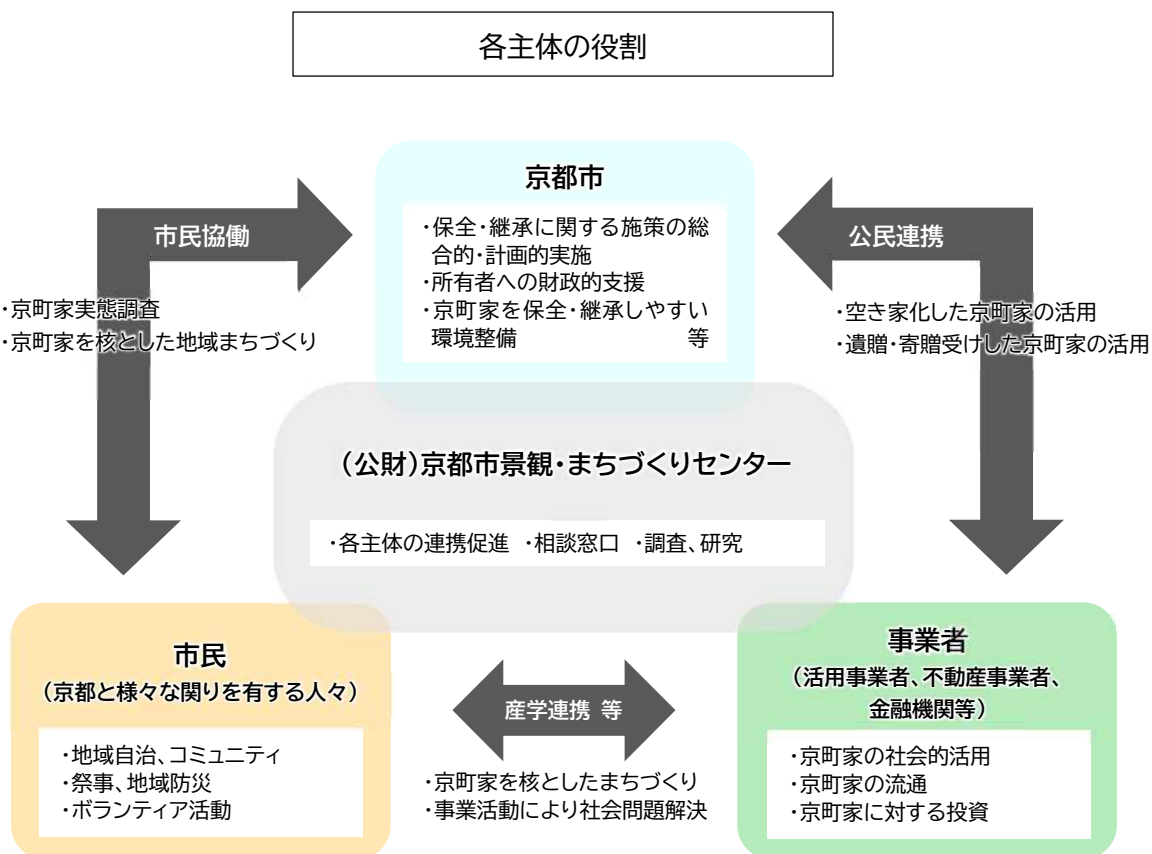 各主体の役割
京都市
・保全・継承に関する施策の総
合的・計画的実施
・所有者への財政的支援
・京町家を保全・継承しやすい
環境整備 等
市民協働
・京町家実態調査
・京町家を核とした地域まちづくり
公民連携
・空き家化した京町家の活用
・遺贈・寄贈受けした京町家の活用
(公財)京都市景観・まちづくりセンター
・各主体の連携促進 ・相談窓口 ・調査、研究
市民
(京都と様々な関りを有する人々)
・地域自治、コミュニティ
・祭事、地域防災
・ボランティア活動
産学連携 等
・京町家を核としたまちづくり
・事業活動により社会問題解決
事業者
(活用事業者、不動産事業者、
金融機関等)
・京町家の社会的活用
・京町家の流通
・京町家に対する投資